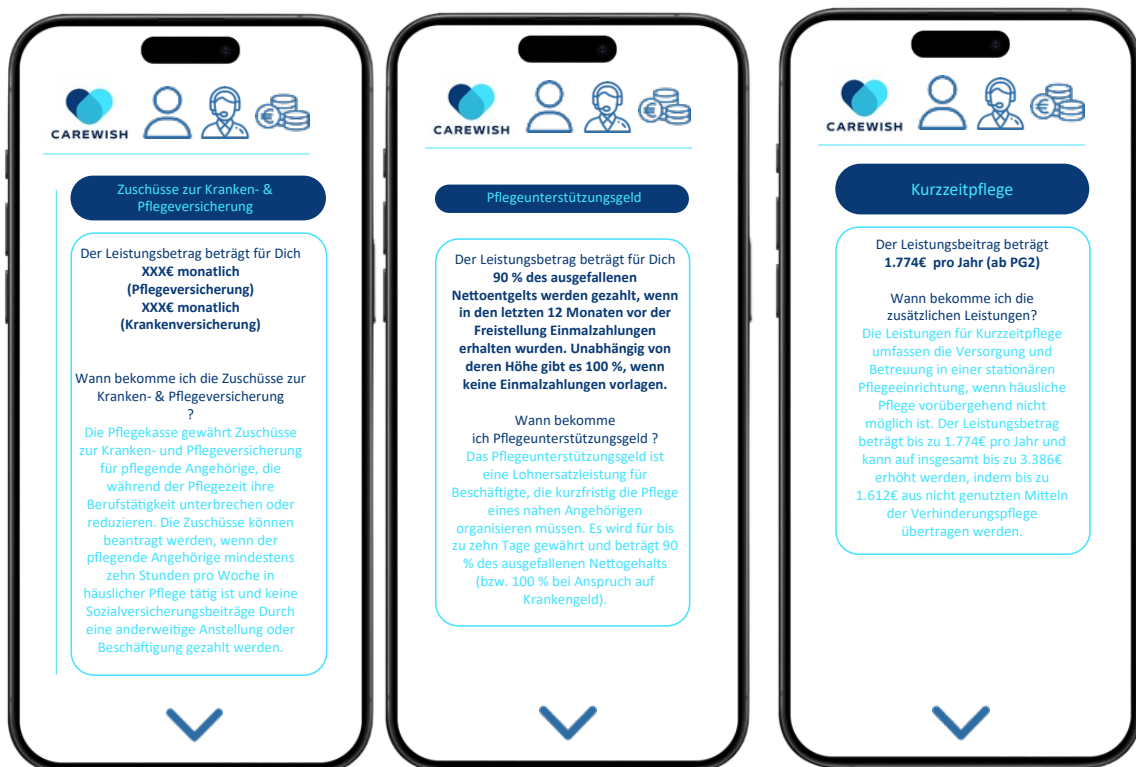 CAREWISH
Zuschüsse zur Kranken- &
Pflegeversicherung
Der Leistungsbetrag beträgt für Dich
XXX€ monatlich
(Pflegeversicherung)
XXX€ monatlich
(Krankenversicherung)
Wann bekomme ich die Zuschüsse zur
Kranken- & Pflegeversicherung
?
Die Pflegekasse gewährt Zuschüsse
zur Kranken- und Pflegeversicherung
für pflegende Angehörige, die
während der Pflegezeit ihre
Berufstätigkeit unterbrechen oder
reduzieren. Die Zuschüsse können
beantragt werden, wenn der
pflegende Angehörige mindestens
zehn Stunden pro Woche in
häuslicher Pflege tätig ist und keine
Sozialversicherungsbeiträge Durch
eine anderweitige Anstellung oder
Beschäftigung gezahlt werden.
CAREWISH
Pflegeunterstützungsgeld
Der Leistungsbetrag beträgt für Dich
90 % des ausgefallenen
Nettoentgelts werden gezahlt, wenn
in den letzten 12 Monaten vor der
Freistellung Einmalzahlungen
erhalten wurden. Unabhängig von
deren Höhe gibt es 100 %, wenn
keine Einmalzahlungen vorlagen.
Wann bekomme
ich Pflegeunterstützungsgeld ?
Das Pflegeunterstützungsgeld ist
eine Lohnersatzleistung für
Beschäftigte, die kurzfristig die Pflege
eines nahen Angehörigen
organisieren müssen. Es wird für bis
zu zehn Tage gewährt und beträgt 90
% des ausgefallenen Nettogehalts
(bzw. 100 % bei Anspruch auf
Krankengeld).
CAREWISH
Kurzzeitpflege
Der Leistungsbeitrag beträgt
1.774€ pro Jahr (ab PG2)
Wann bekomme ich die
zusätzlichen Leistungen?
Die Leistungen für Kurzzeitpflege
umfassen die Versorgung und
Betreuung in einer stationären
Pflegeeinrichtung, wenn häusliche
Pflege vorübergehend nicht
möglich ist. Der Leistungsbetrag
beträgt bis zu 1.774€ pro Jahr und
kann auf insgesamt bis zu 3.386€
erhöht werden, indem bis zu
1.612€ aus nicht genutzten Mitteln
der Verhinderungspflege
übertragen werden.